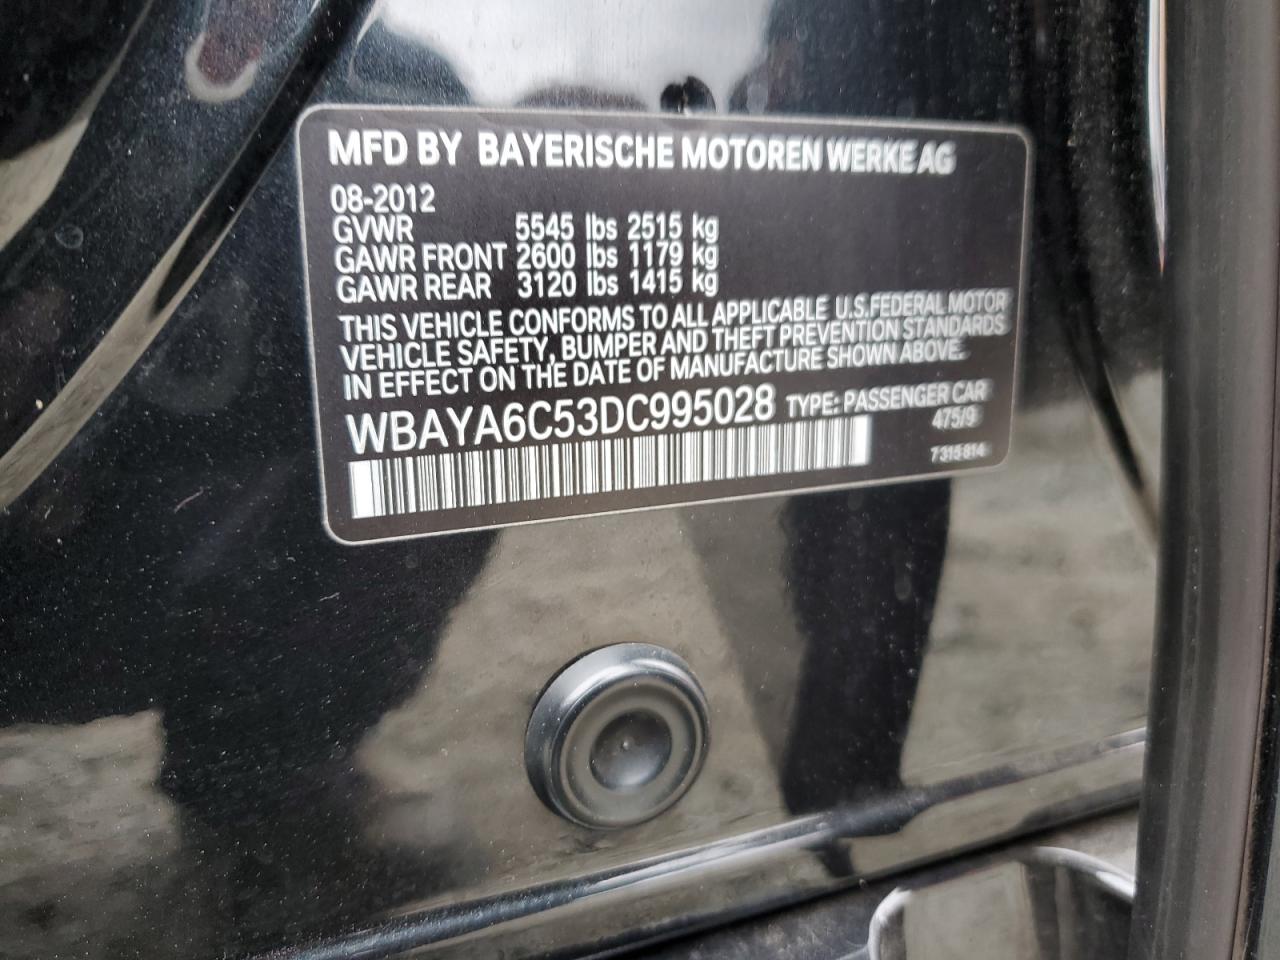 MFD BY BAYERISCHE MOTOREN WERKE AG
08-2012
GVWR 5545 lbs 2515 kg
GAWR FRONT 2600 lbs 1179 kg
GAWR REAR 3120 lbs 1415 kg
THIS VEHICLE CONFORMS TO ALL APPLICABLE U.S.FEDERAL MOTOR
VEHICLE SAFETY, BUMPER AND THEFT PREVENTION STANDARDS
IN EFFECT ON THE DATE OF MANUFACTURE SHOWN ABOVE.
WBAYA6C53DC995028 TYPE: PASSENGER CAR
475/9
7315814